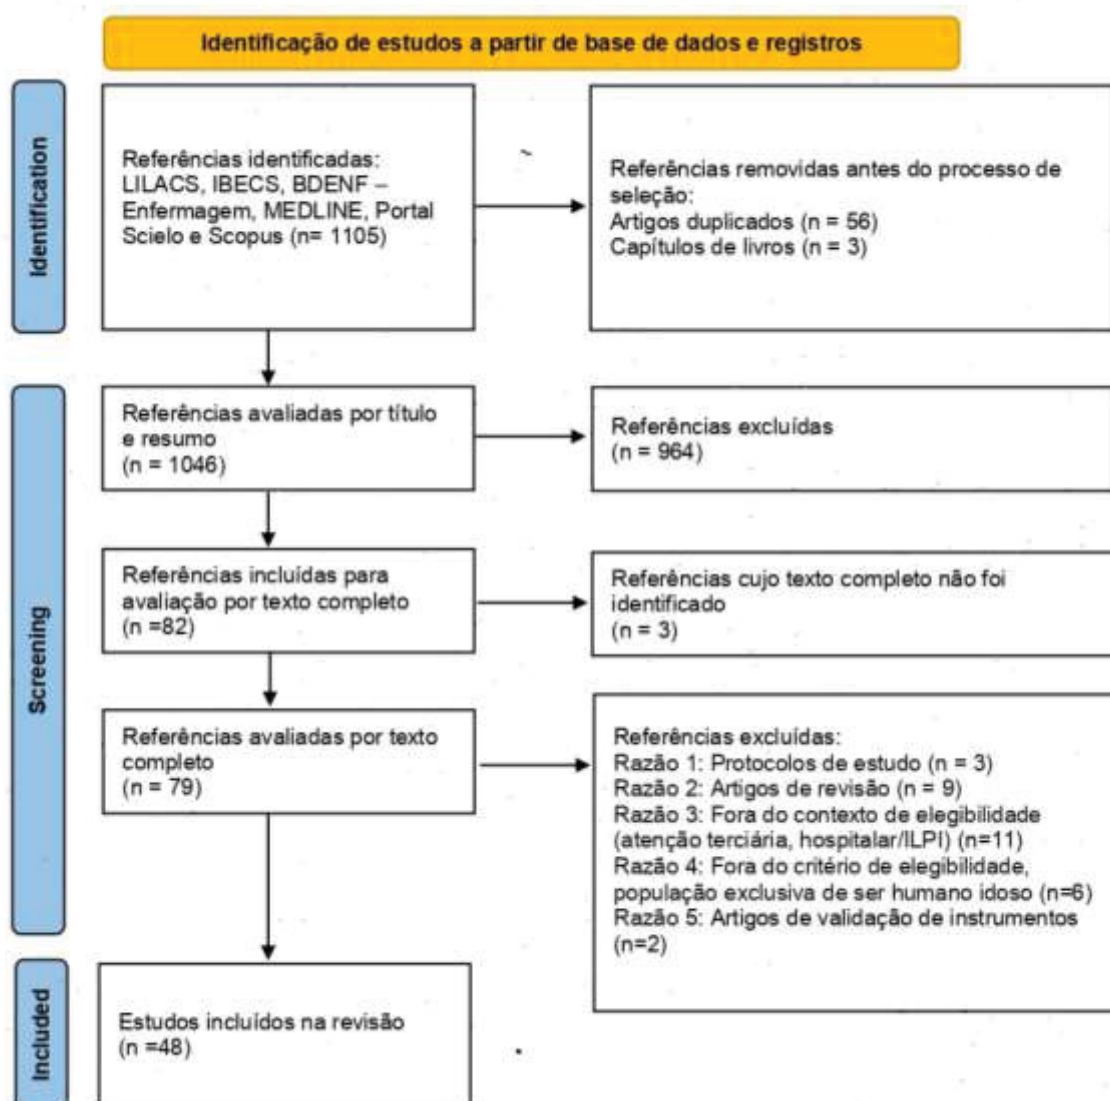 Identificação de estudos a partir de base de dados e registros
Identification
Referências identificadas:
LILACS, IBECS, BDENF –
Enfermagem, MEDLINE, Portal
Scielo e Scopus (n= 1105)
Referências removidas antes do processo de
seleção:
Artigos duplicados (n = 56)
Capítulos de livros (n = 3)
Screening
Referências avaliadas por título
e resumo
(n = 1046)
Referências excluídas
(n = 964)
Referências incluídas para
avaliação por texto completo
(n =82)
Referências cujo texto completo não foi
identificado
(n = 3)
Referências avaliadas por texto
completo
(n = 79)
Referências excluídas:
Razão 1: Protocolos de estudo (n = 3)
Razão 2: Artigos de revisão (n = 9)
Razão 3: Fora do contexto de elegibilidade
(atenção terciária, hospitalar/ILPI) (n=11)
Razão 4: Fora do critério de elegibilidade,
população exclusiva de ser humano idoso (n=6)
Razão 5: Artigos de validação de instrumentos
(n=2)
Included
Estudos incluídos na revisão
(n =48)